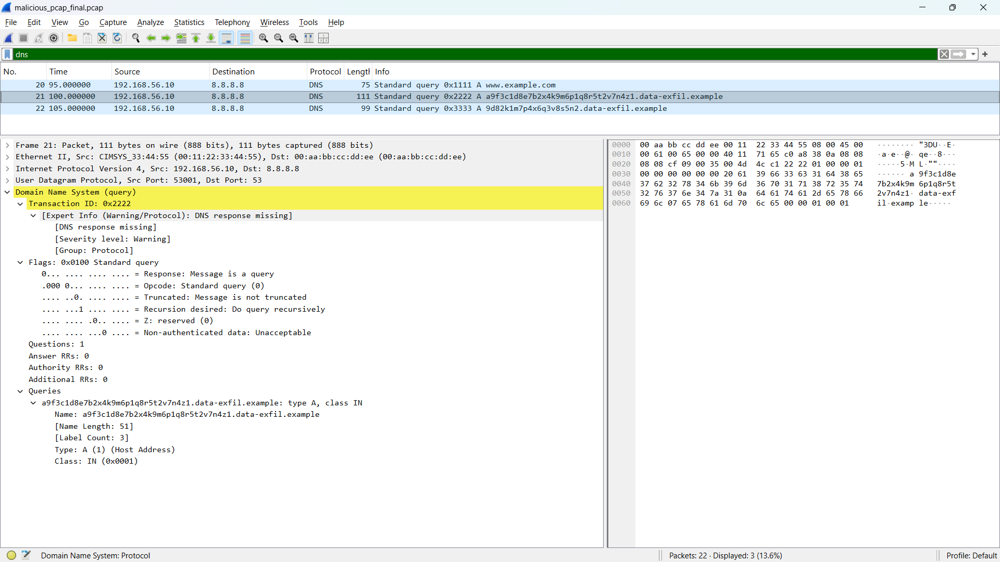 malicious_pcap_final.pcap
File Edit View Go Capture Analyze Statistics Telephony Wireless Tools Help
dns
No. Time Source Destination Protocol Length Info
20 95.000000 192.168.56.10 8.8.8.8 DNS 75 Standard query 0x1111 A www.example.com
21 100.000000 192.168.56.10 8.8.8.8 DNS 111 Standard query 0x2222 A a9f3c1d8e7b2x4k9m6p1q8r5t2v7n4z1.data-exfil.example
22 105.000000 192.168.56.10 8.8.8.8 DNS 99 Standard query 0x3333 A 9d82k1m7p4x6q3v8s5n2.data-exfil.example
Frame 21: Packet, 111 bytes on wire (888 bits), 111 bytes captured (888 bits)
Ethernet II, Src: CIMSYS_33:44:55 (00:11:22:33:44:55), Dst: 00:aa:bb:cc:dd:ee (00:aa:bb:cc:dd:ee)
Internet Protocol Version 4, Src: 192.168.56.10, Dst: 8.8.8.8
User Datagram Protocol, Src Port: 53001, Dst Port: 53
Domain Name System (query)
Transaction ID: 0x2222
[Expert Info (Warning/Protocol): DNS response missing]
[DNS response missing]
[Severity level: Warning]
[Group: Protocol]
Flags: 0x0100 Standard query
0... .... .... .... = Response: Message is a query
.000 0... .... .... = Opcode: Standard query (0)
.... ..0. .... .... = Truncated: Message is not truncated
.... ...1 .... .... = Recursion desired: Do query recursively
.... .... .0.. .... = Z: reserved (0)
.... .... ...0 .... = Non-authenticated data: Unacceptable
Questions: 1
Answer RRs: 0
Authority RRs: 0
Additional RRs: 0
Queries
a9f3c1d8e7b2x4k9m6p1q8r5t2v7n4z1.data-exfil.example: type A, class IN
Name: a9f3c1d8e7b2x4k9m6p1q8r5t2v7n4z1.data-exfil.example
[Name Length: 51]
[Label Count: 3]
Type: A (1) (Host Address)
Class: IN (0x0001)
0000 00 aa bb cc dd ee 00 11 22 33 44 55 08 00 45 00 ········ "3DU··E·
0010 00 61 00 65 00 00 40 11 71 65 c0 a8 38 0a 08 08 ·a·e··@· qe··8···
0020 08 08 cf 09 00 35 00 4d 4c c1 22 22 01 00 00 01 ·····5·M L·""····
0030 00 00 00 00 00 00 20 61 39 66 33 63 31 64 38 65 ······ a 9f3c1d8e
0040 37 62 32 78 34 6b 39 6d 36 70 31 71 38 72 35 74 7b2x4k9m 6p1q8r5t
0050 32 76 37 6e 34 7a 31 0a 64 61 74 61 2d 65 78 66 2v7n4z1· data-exf
0060 69 6c 07 65 78 61 6d 70 6c 65 00 00 01 00 01 il·examp le·····
Domain Name System: Protocol
Packets: 22 · Displayed: 3 (13.6%)
Profile: Default